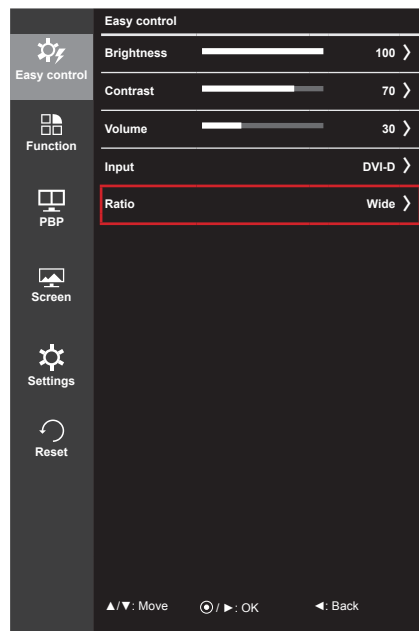 Easy control
Easy control
Function
PBP
Screen
Settings
Reset
Brightness 100
Contrast 70
Volume 30
Input DVI-D
Ratio Wide
▲/▼: Move ⦿ / ►: OK ◄: Back